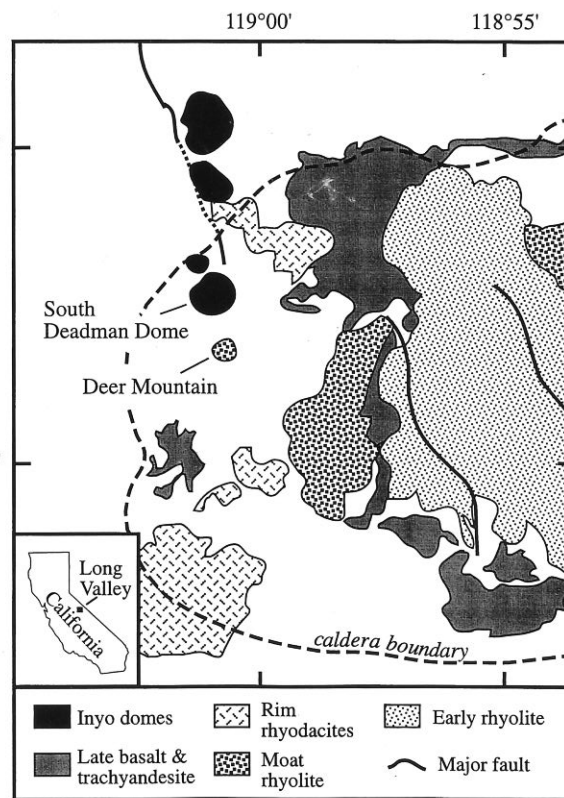 119°00'
118°55'
South
Deadman Dome
Deer Mountain
Long
Valley
California
caldera boundary
Inyo domes
Rim
rhyodacites
Early rhyolite
Late basalt &
trachyandesite
Moat
rhyolite
Major fault